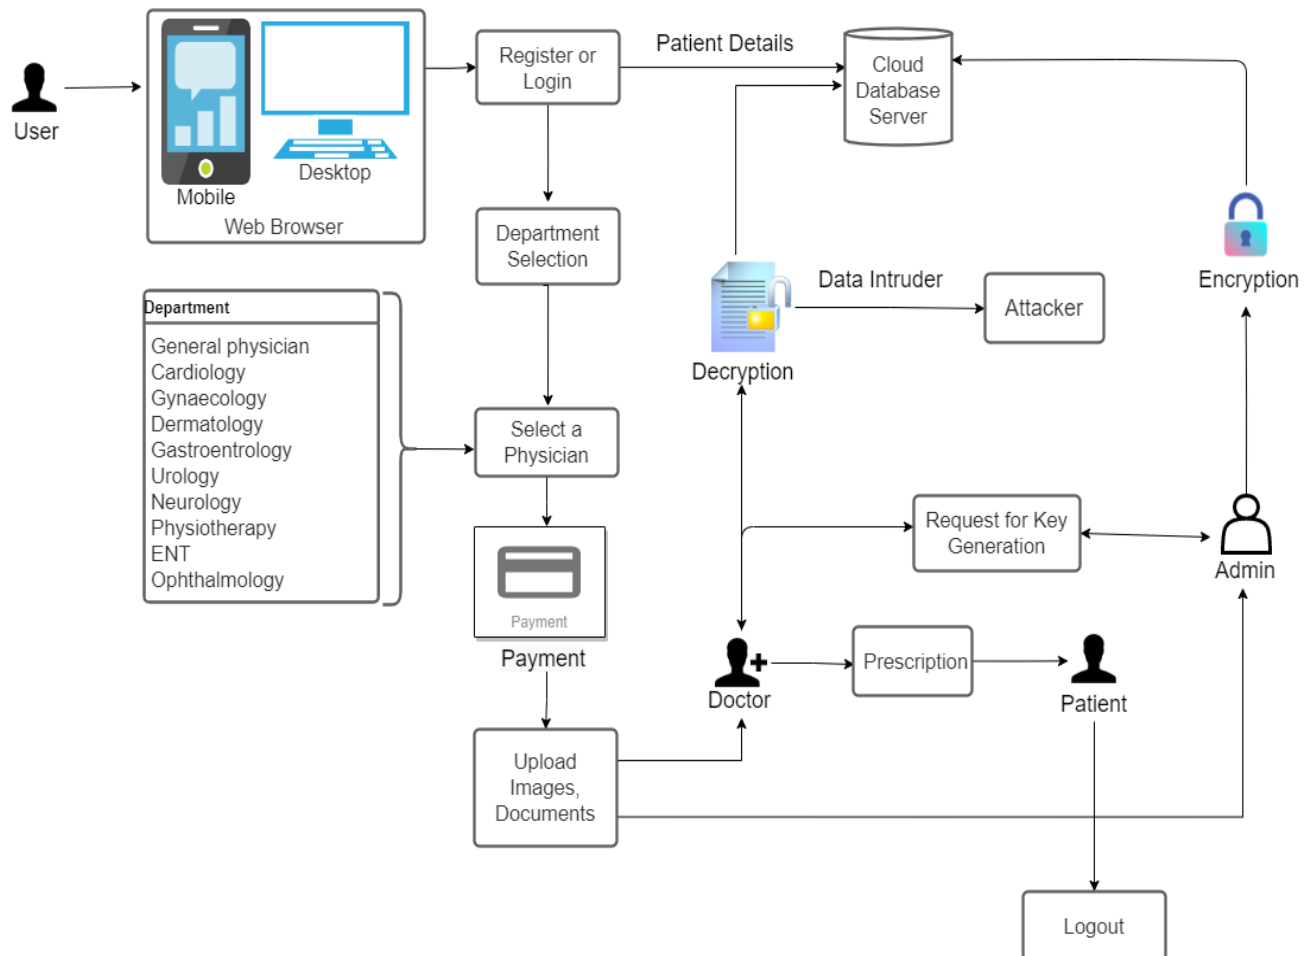 User
Mobile
Desktop
Web Browser
Register or
Login
Patient Details
Cloud
Database
Server
Department
Selection
Encryption
Data Intruder
Attacker
Decryption
Department
General physician
Cardiology
Gynaecology
Dermatology
Gastroentrology
Urology
Neurology
Physiotherapy
ENT
Ophthalmology
Select a
Physician
Payment
Payment
Request for Key
Generation
Admin
Doctor
Prescription
Patient
Upload
Images,
Documents
Logout